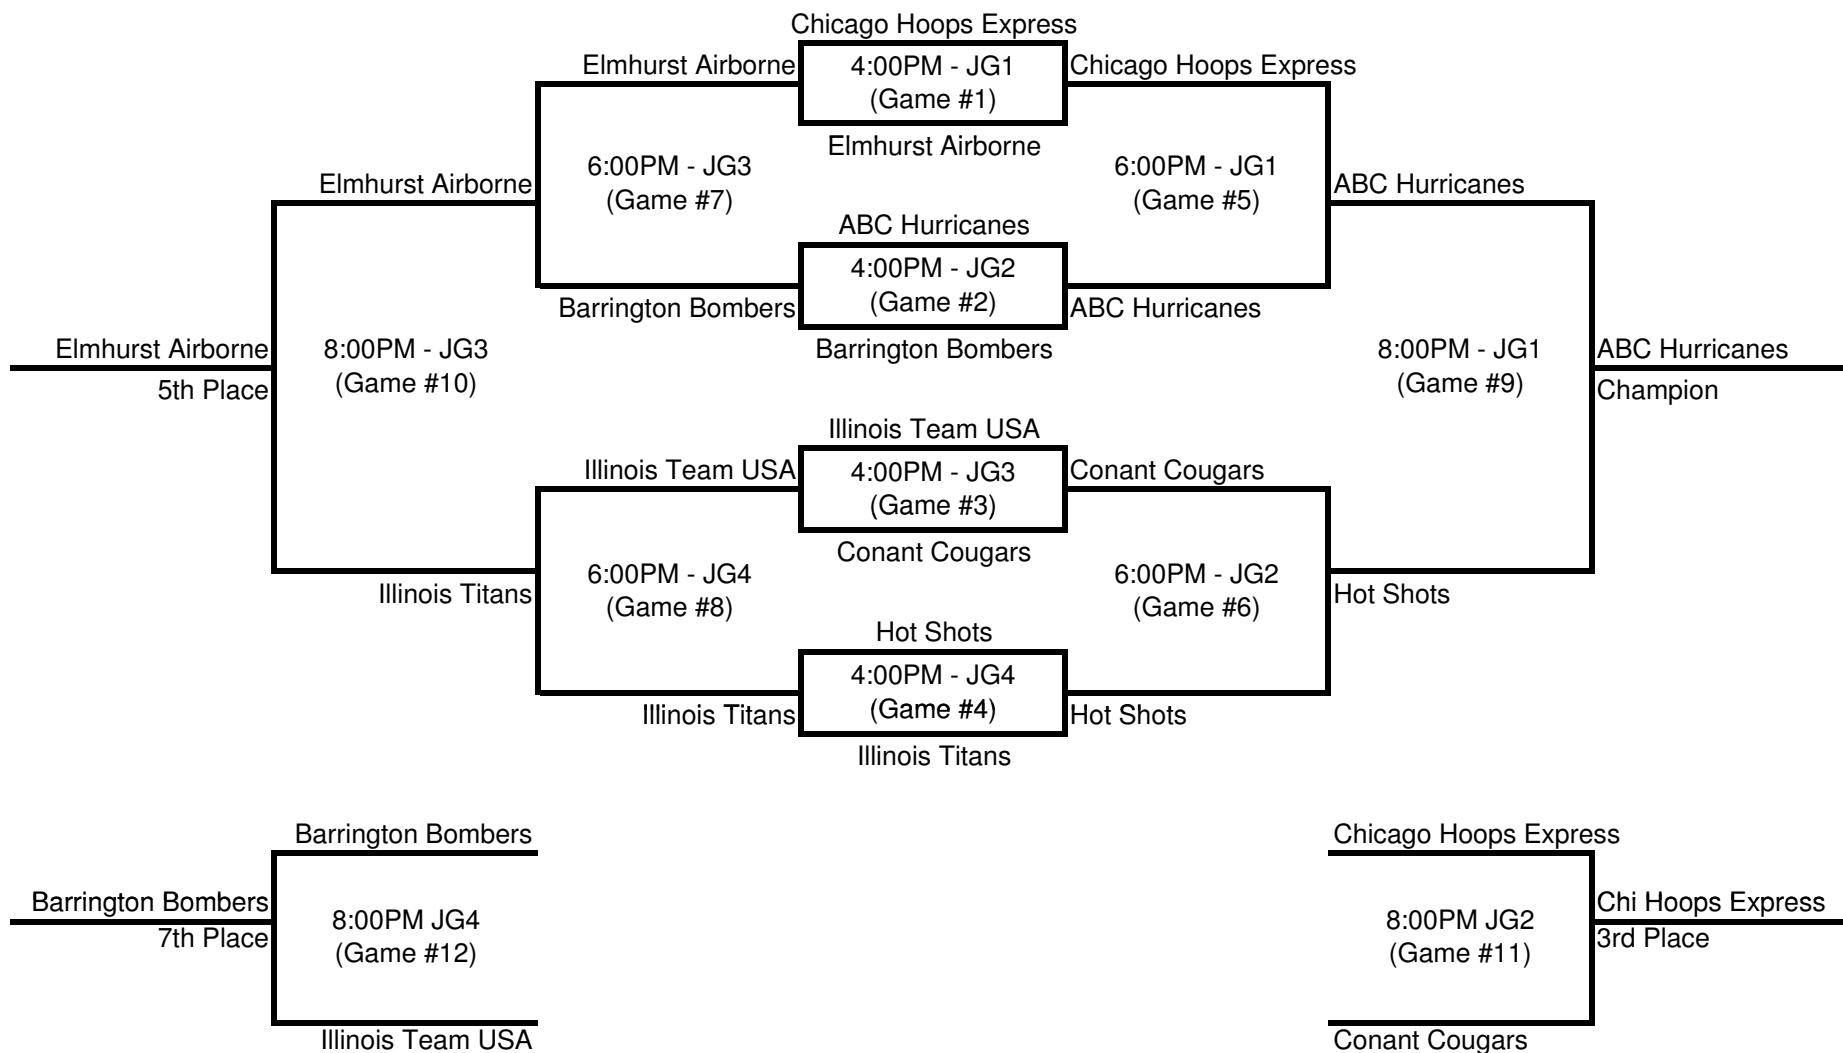 Chicago Hoops Express
Elmhurst Airborne
4:00PM - JG1
(Game #1)
Chicago Hoops Express
Elmhurst Airborne
6:00PM - JG3
(Game #7)
6:00PM - JG1
(Game #5)
Elmhurst Airborne
ABC Hurricanes
ABC Hurricanes
4:00PM - JG2
(Game #2)
Barrington Bombers
ABC Hurricanes
Barrington Bombers
Elmhurst Airborne
5th Place
8:00PM - JG3
(Game #10)
8:00PM - JG1
(Game #9)
ABC Hurricanes
Champion
Illinois Team USA
Illinois Team USA
4:00PM - JG3
(Game #3)
Conant Cougars
Conant Cougars
Illinois Titans
6:00PM - JG4
(Game #8)
6:00PM - JG2
(Game #6)
Hot Shots
Hot Shots
4:00PM - JG4
(Game #4)
Illinois Titans
Hot Shots
Illinois Titans
Barrington Bombers
Barrington Bombers
7th Place
8:00PM JG4
(Game #12)
Illinois Team USA
Chicago Hoops Express
8:00PM JG2
(Game #11)
Chi Hoops Express
3rd Place
Conant Cougars